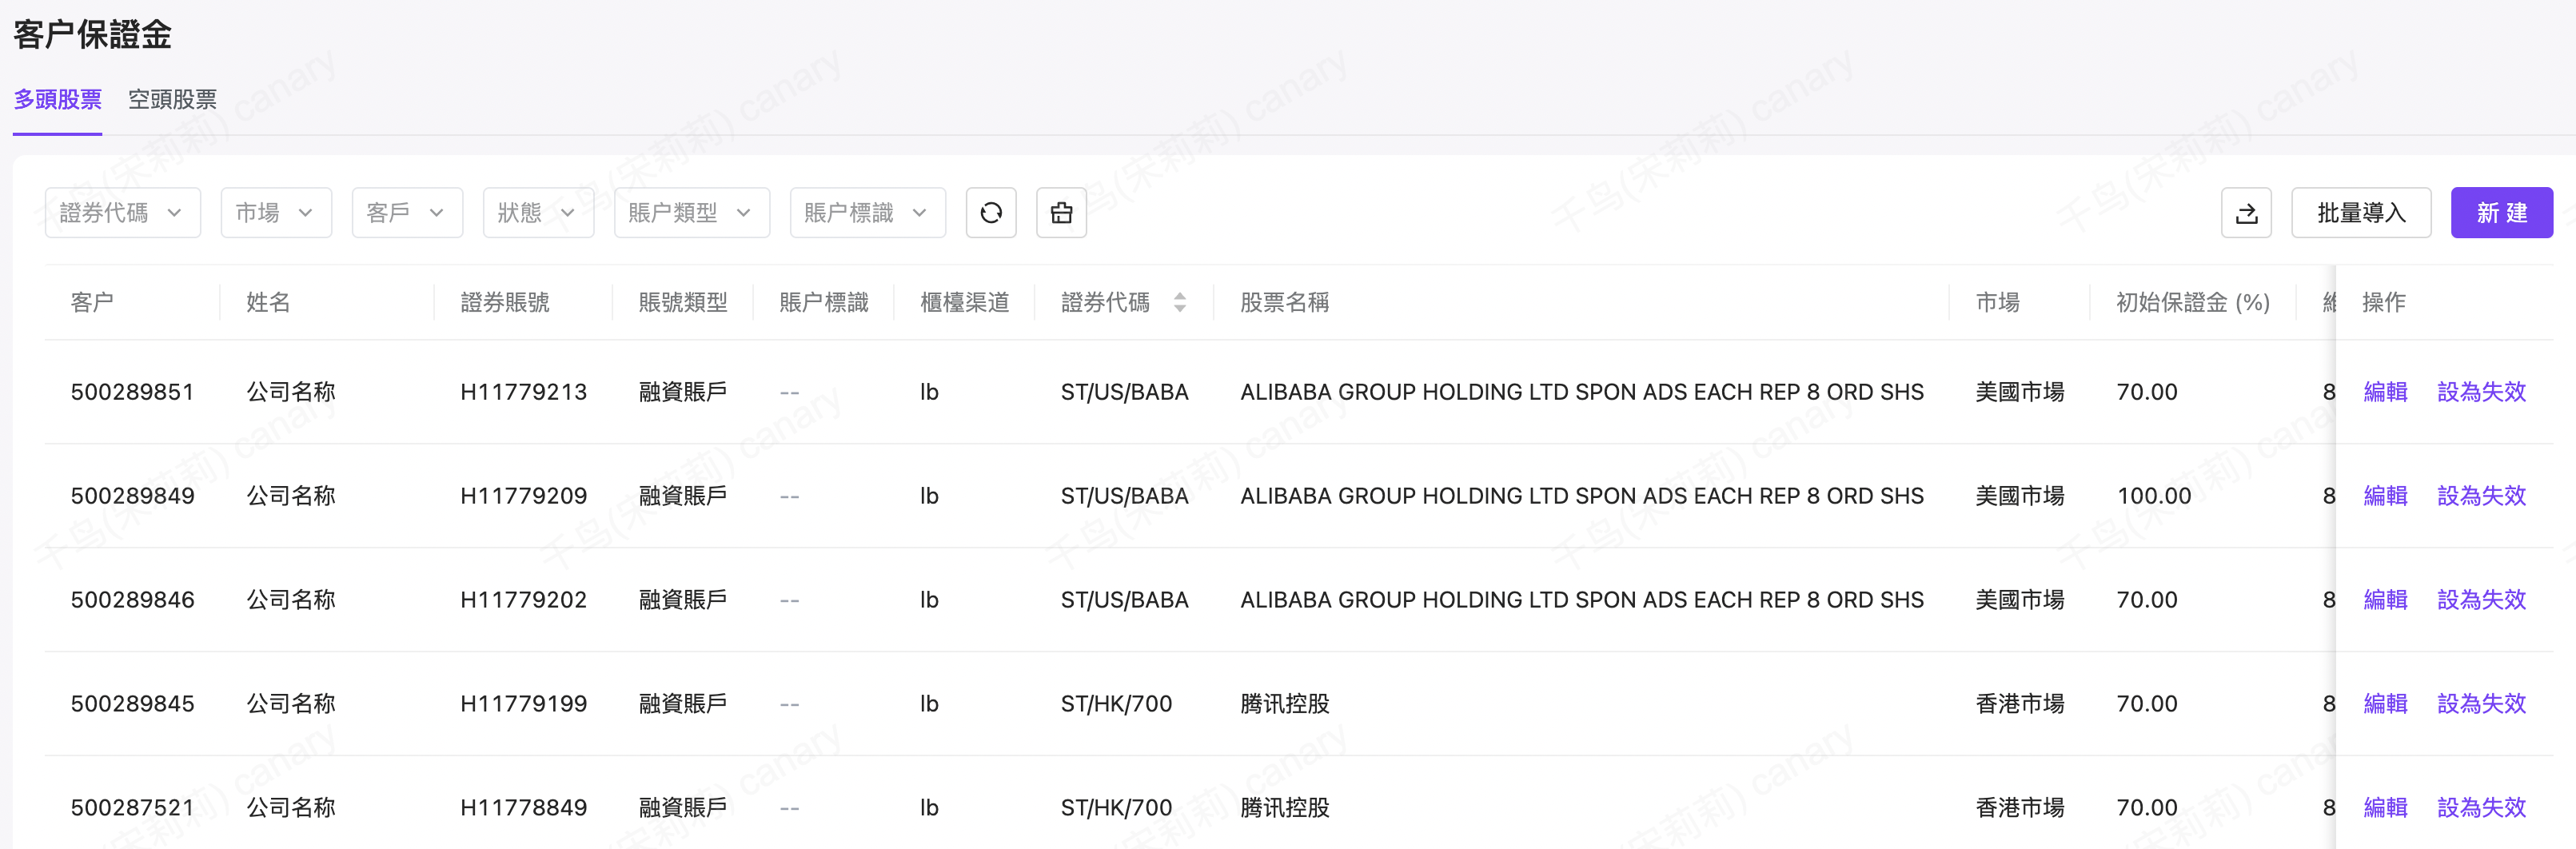 客户保證金
多頭股票 空頭股票
證券代碼 市場 客戶 狀態 賬户類型 賬户標識 批量導入 新 建
客户 姓名 證券賬號 賬號類型 賬户標識 櫃檯渠道 證券代碼 股票名稱 市場 初始保證金 (%) 操作
500289851 公司名称 H11779213 融資賬戶 -- lb ST/US/BABA ALIBABA GROUP HOLDING LTD SPON ADS EACH REP 8 ORD SHS 美國市場 70.00 8 編輯 設為失效
500289849 公司名称 H11779209 融資賬戶 -- lb ST/US/BABA ALIBABA GROUP HOLDING LTD SPON ADS EACH REP 8 ORD SHS 美國市場 100.00 8 編輯 設為失效
500289846 公司名称 H11779202 融資賬戶 -- lb ST/US/BABA ALIBABA GROUP HOLDING LTD SPON ADS EACH REP 8 ORD SHS 美國市場 70.00 8 編輯 設為失效
500289845 公司名称 H11779199 融資賬戶 -- lb ST/HK/700 腾讯控股 香港市場 70.00 8 編輯 設為失效
500287521 公司名称 H11778849 融資賬戶 -- lb ST/HK/700 腾讯控股 香港市場 70.00 8 編輯 設為失效
千鸟(宋莉莉) canary